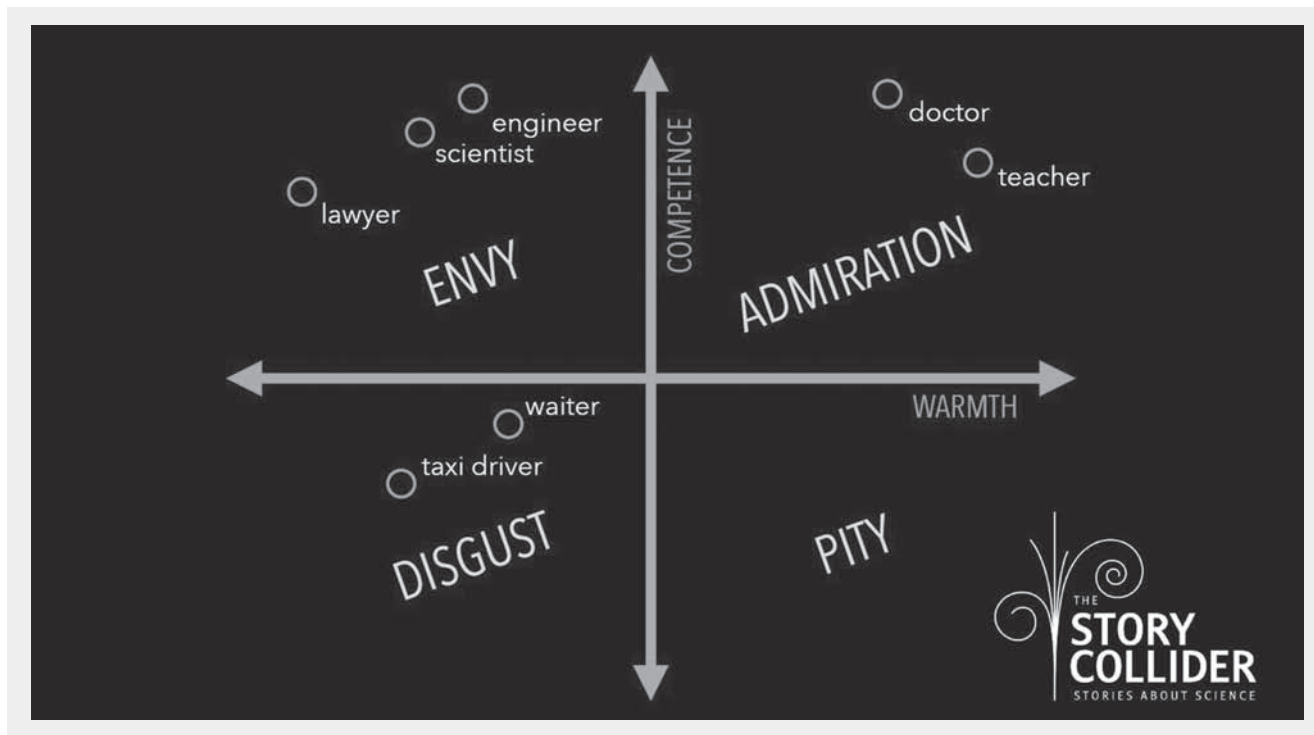 engineer
scientist
lawyer
ENVY
COMPETENCE
doctor
teacher
ADMIRATION
WARMTH
waiter
taxi driver
DISGUST
PITY
THE
STORY
COLLIDER
STORIES ABOUT SCIENCE